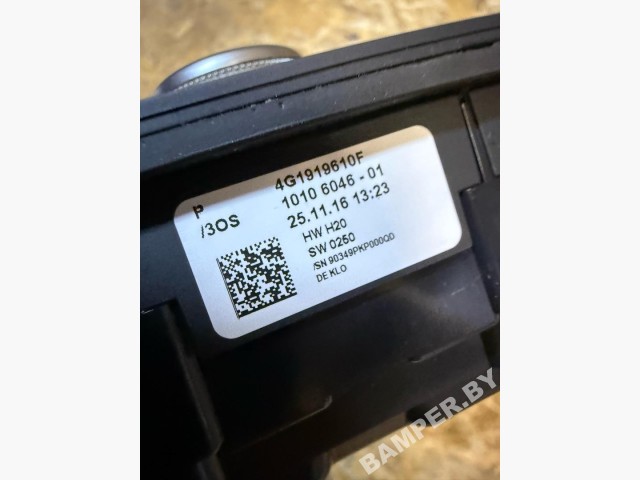 P 4G1919610F
/3OS 1010 6046-01
25.11.16 13:23
HW H20
SW 0250
/SN 90349PKP000QD
DE KLO
BAMPER.BY